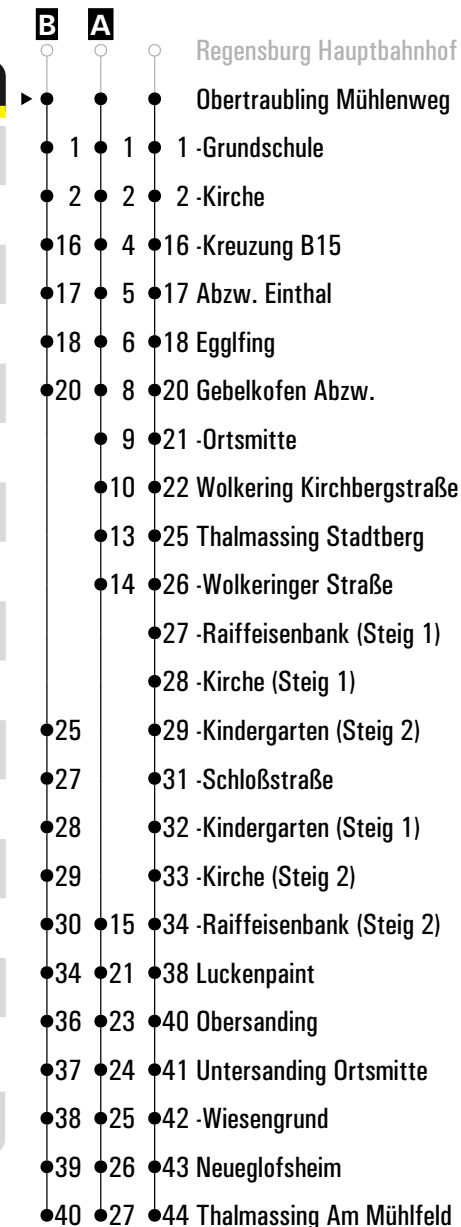 B A
Regensburg Hauptbahnhof
Obertraubling Mühlenweg
1 1 1 -Grundschule
2 2 2 -Kirche
16 4 16 -Kreuzung B15
17 5 17 Abzw. Einthal
18 6 18 Egglfing
20 8 20 Gebelkofen Abzw.
9 21 -Ortsmitte
10 22 Wolkering Kirchbergstraße
13 25 Thalmassing Stadtberg
14 26 -Wolkeringer Straße
27 -Raiffeisenbank (Steig 1)
28 -Kirche (Steig 1)
25 29 -Kindergarten (Steig 2)
27 31 -Schloßstraße
28 32 -Kindergarten (Steig 1)
29 33 -Kirche (Steig 2)
30 15 34 -Raiffeisenbank (Steig 2)
34 21 38 Luckenpaint
36 23 40 Obersanding
37 24 41 Untersanding Ortsmitte
38 25 42 -Wiesengrund
39 26 43 Neueglofsheim
40 27 44 Thalmassing Am Mühlfeld